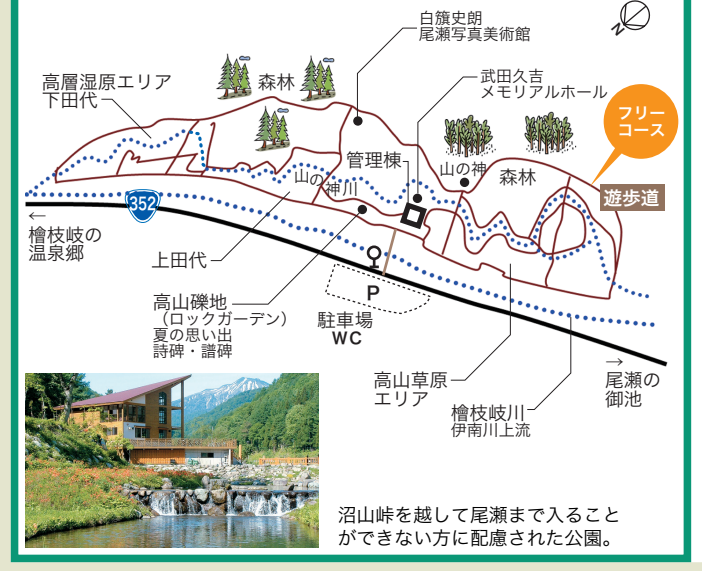 N
白籏史朗
尾瀬写真美術館
高層湿原エリア
下田代
森林
武田久吉
メモリアルホール
フリー
コース
管理棟
山の神
森林
山の神川
遊歩道
352
←
檜枝岐の
温泉郷
上田代
P
高山礫地
(ロックガーデン)
夏の思い出
詩碑・譜碑
駐車場
WC
高山草原
エリア
→
尾瀬の
御池
檜枝岐川
伊南川上流
沼山峠を越して尾瀬まで入ること
ができない方に配慮された公園。